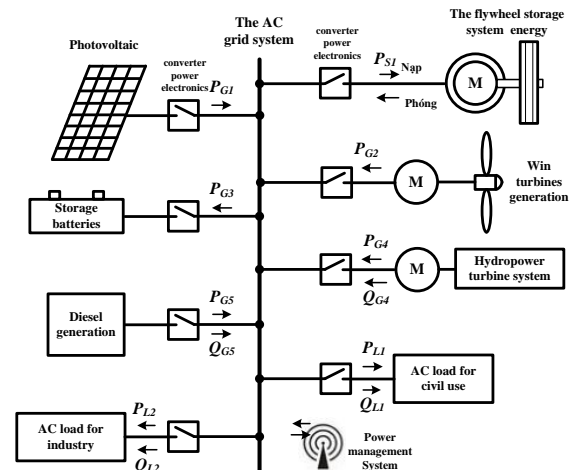 The AC
grid system
Photovoltaic
converter
power
electronics
P_G1
converter
power
electronics
P_S1
Nạp
Phóng
The flywheel storage
system energy
M
P_G2
M
Win
turbines
generation
P_G3
Storage
batteries
P_G4
Q_G4
M
Hydropower
turbine system
Diesel
generation
P_G5
Q_G5
P_L1
Q_L1
AC load for
civil use
AC load for
industry
P_L2
Q_L2
Power
management
System